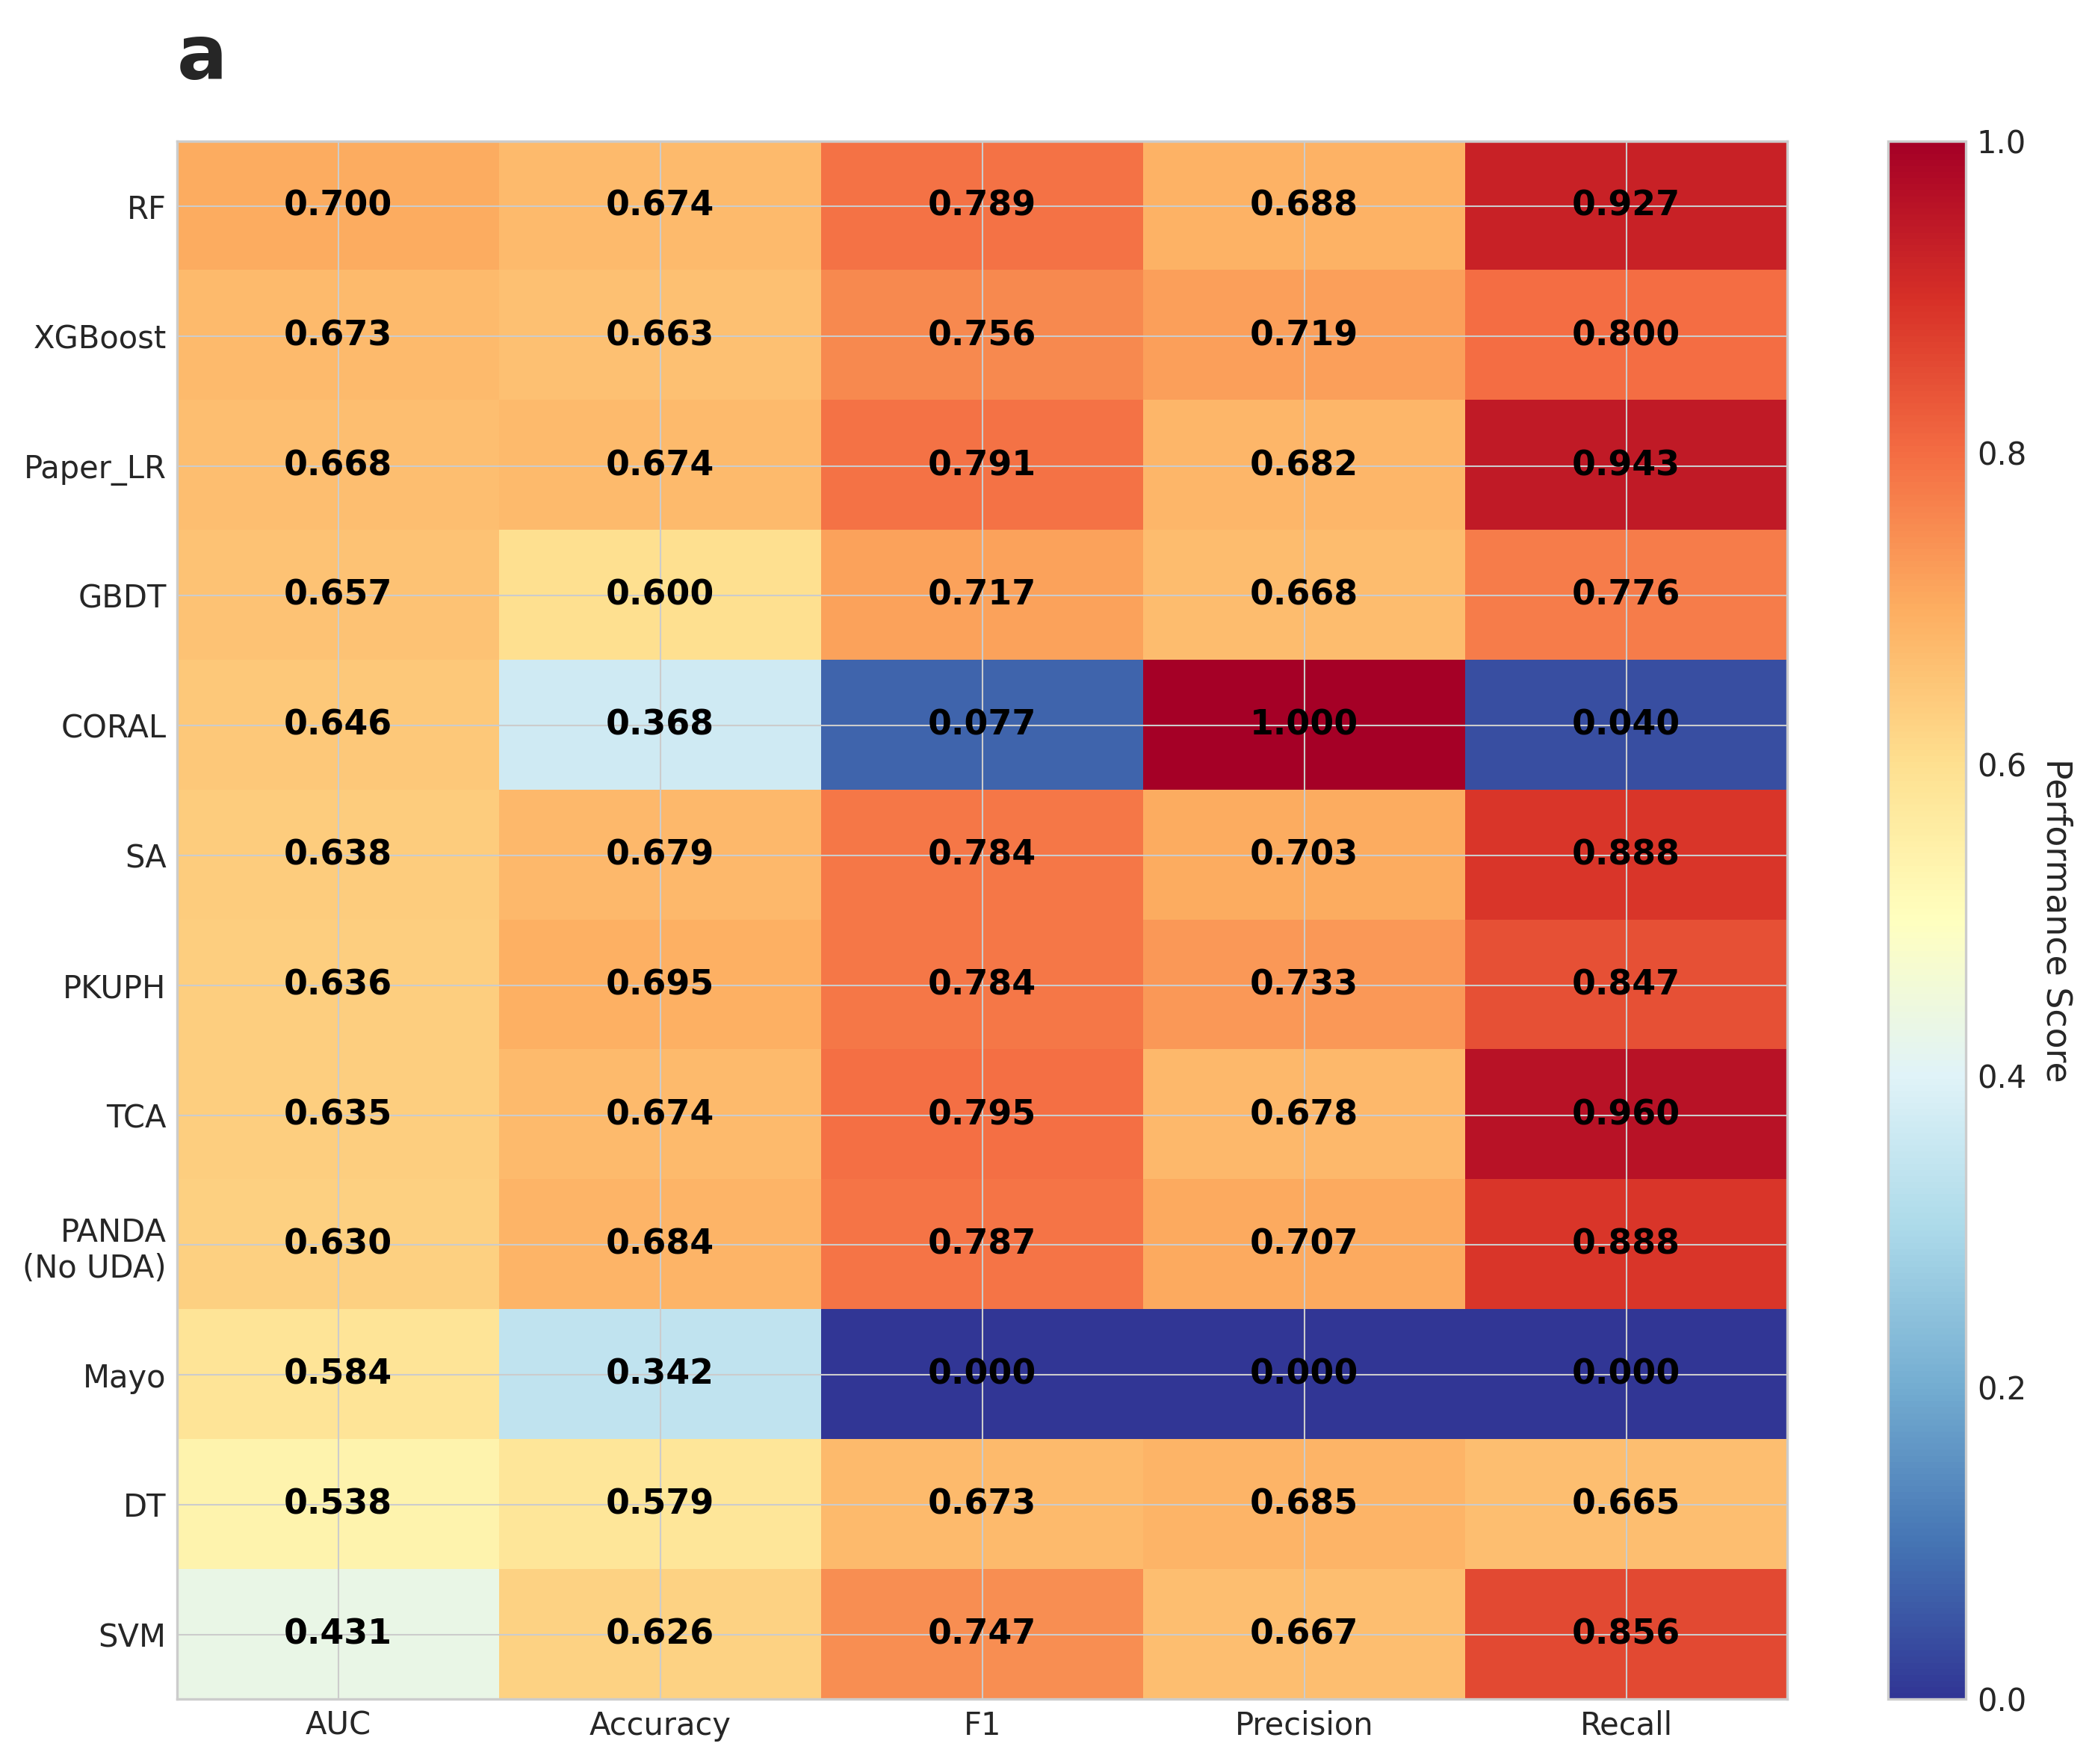 a
RF 0.700 0.674 0.789 0.688 0.927
XGBoost 0.673 0.663 0.756 0.719 0.800
Paper_LR 0.668 0.674 0.791 0.682 0.943
GBDT 0.657 0.600 0.717 0.668 0.776
CORAL 0.646 0.368 0.077 1.000 0.040
SA 0.638 0.679 0.784 0.703 0.888
PKUPH 0.636 0.695 0.784 0.733 0.847
TCA 0.635 0.674 0.795 0.678 0.960
PANDA
(No UDA) 0.630 0.684 0.787 0.707 0.888
Mayo 0.584 0.342 0.000 0.000 0.000
DT 0.538 0.579 0.673 0.685 0.665
SVM 0.431 0.626 0.747 0.667 0.856
AUC Accuracy F1 Precision Recall
1.0
0.8
0.6
0.4
0.2
0.0
Performance Score